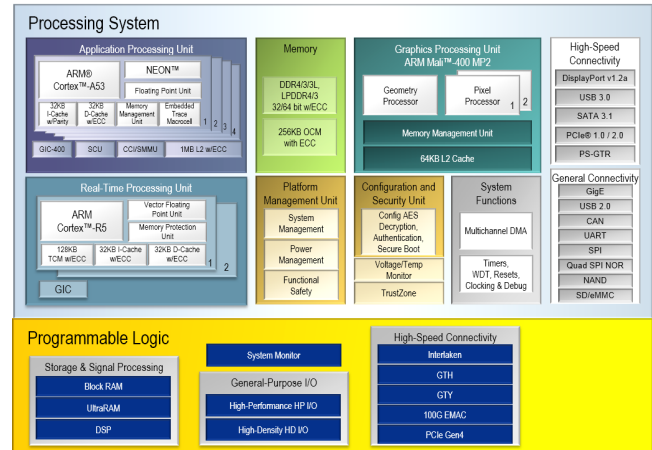 Processing System
Application Processing Unit
ARM®
Cortex™-A53
NEON™
Floating Point Unit
32KB
I-Cache
w/Parity
32KB
D-Cache
w/ECC
Memory
Management
Unit
Embedded
Trace
Macrocell
1
2
3
4
GIC-400
SCU
CCI/SMMU
1MB L2 w/ECC
Memory
DDR4/3/3L,
LPDDR4/3
32/64 bit w/ECC
256KB OCM
with ECC
Graphics Processing Unit
ARM Mali™-400 MP2
Geometry
Processor
Pixel
Processor
1
2
Memory Management Unit
64KB L2 Cache
High-Speed
Connectivity
DisplayPort v1.2a
USB 3.0
SATA 3.1
PCIe® 1.0 / 2.0
PS-GTR
Real-Time Processing Unit
ARM
Cortex™-R5
Vector Floating
Point Unit
Memory Protection
Unit
128KB
TCM w/ECC
32KB I-Cache
w/ECC
32KB D-Cache
w/ECC
1
2
GIC
Platform
Management Unit
System
Management
Power
Management
Functional
Safety
Configuration and
Security Unit
Config AES
Decryption,
Authentication,
Secure Boot
Voltage/Temp
Monitor
TrustZone
System
Functions
Multichannel DMA
Timers,
WDT, Resets,
Clocking & Debug
General Connectivity
GigE
USB 2.0
CAN
UART
SPI
Quad SPI NOR
NAND
SD/eMMC
Programmable Logic
Storage & Signal Processing
Block RAM
UltraRAM
DSP
System Monitor
General-Purpose I/O
High-Performance HP I/O
High-Density HD I/O
High-Speed Connectivity
Interlaken
GTH
GTY
100G EMAC
PCIe Gen4